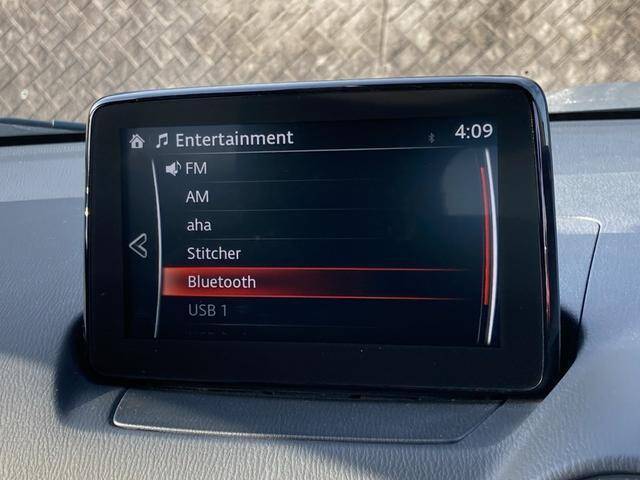 Entertainment 4:09
FM
AM
aha
Stitcher
Bluetooth
USB 1